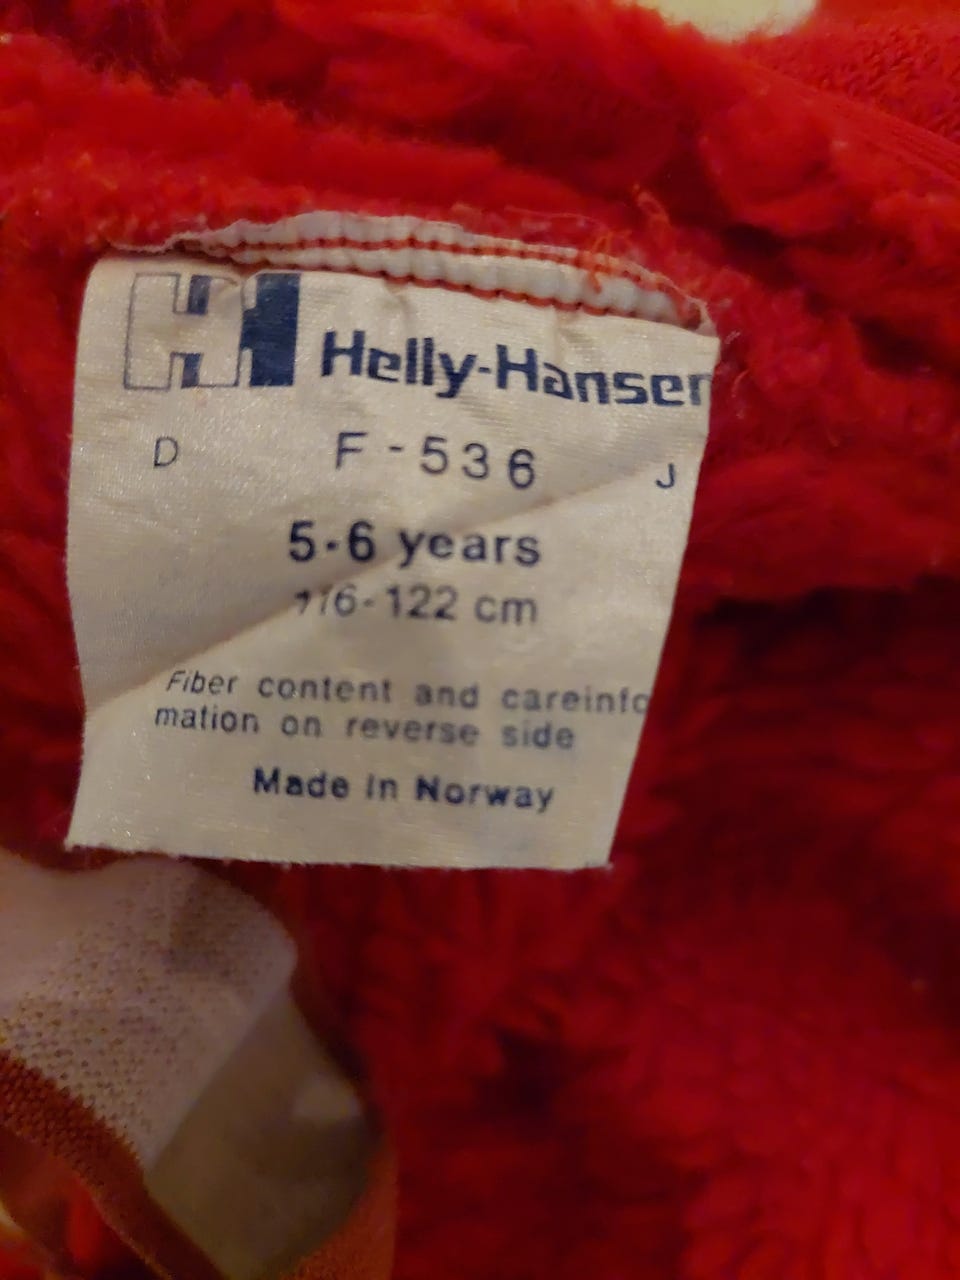 HH Helly-Hansen
D F-536 J
5-6 years
116-122 cm
Fiber content and careinfo
mation on reverse side
Made in Norway